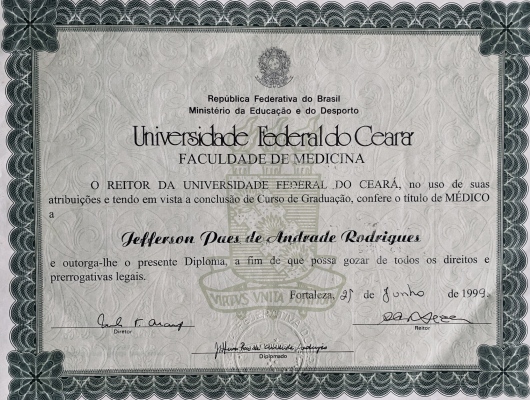 República Federativa do Brasil
Ministério da Educação e do Desporto
Universidade Federal do Ceará
FACULDADE DE MEDICINA
O REITOR DA UNIVERSIDADE FEDERAL DO CEARÁ, no uso de suas
atribuições e tendo em vista a conclusão de Curso de Graduação, confere o título de MÉDICO
a
Jefferson Paes de Andrade Rodrigues
e outorga-lhe o presente Diploma, a fim de que possa gozar de todos os direitos e
prerrogativas legais.
VIRTUS UNITA
Fortaleza, de Junho de 1999.
Diretor
Reitor
Diplomado